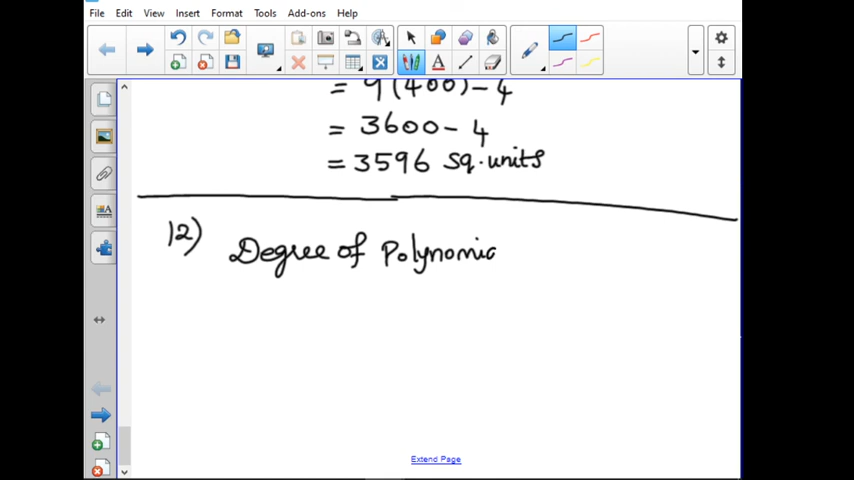 File Edit View Insert Format Tools Add-ons Help
= 9(400) - 4
= 3600 - 4
= 3596 sq. units
12) Degree of Polynomia
Extend Page